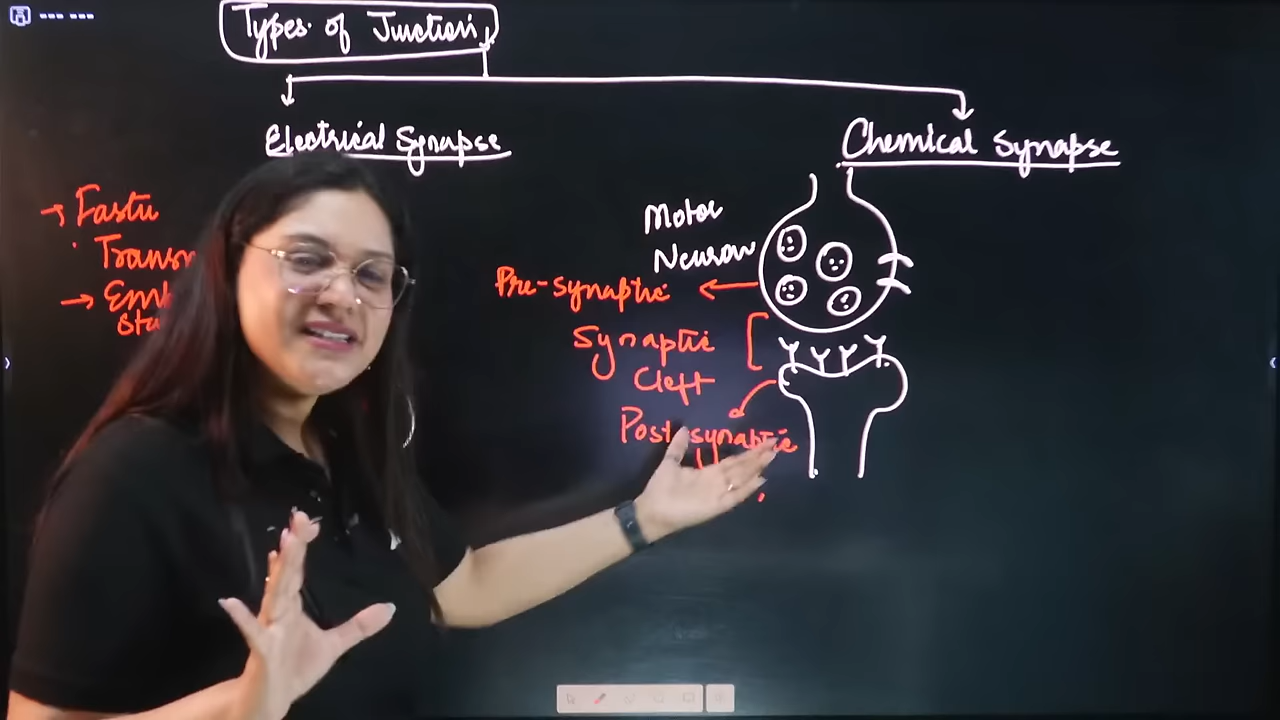 Types of Junction
Electrical Synapse
Chemical Synapse
→ Faster
→
Motor
Neuron
Pre-synaptic
Synaptic
Cleft
Post synaptic